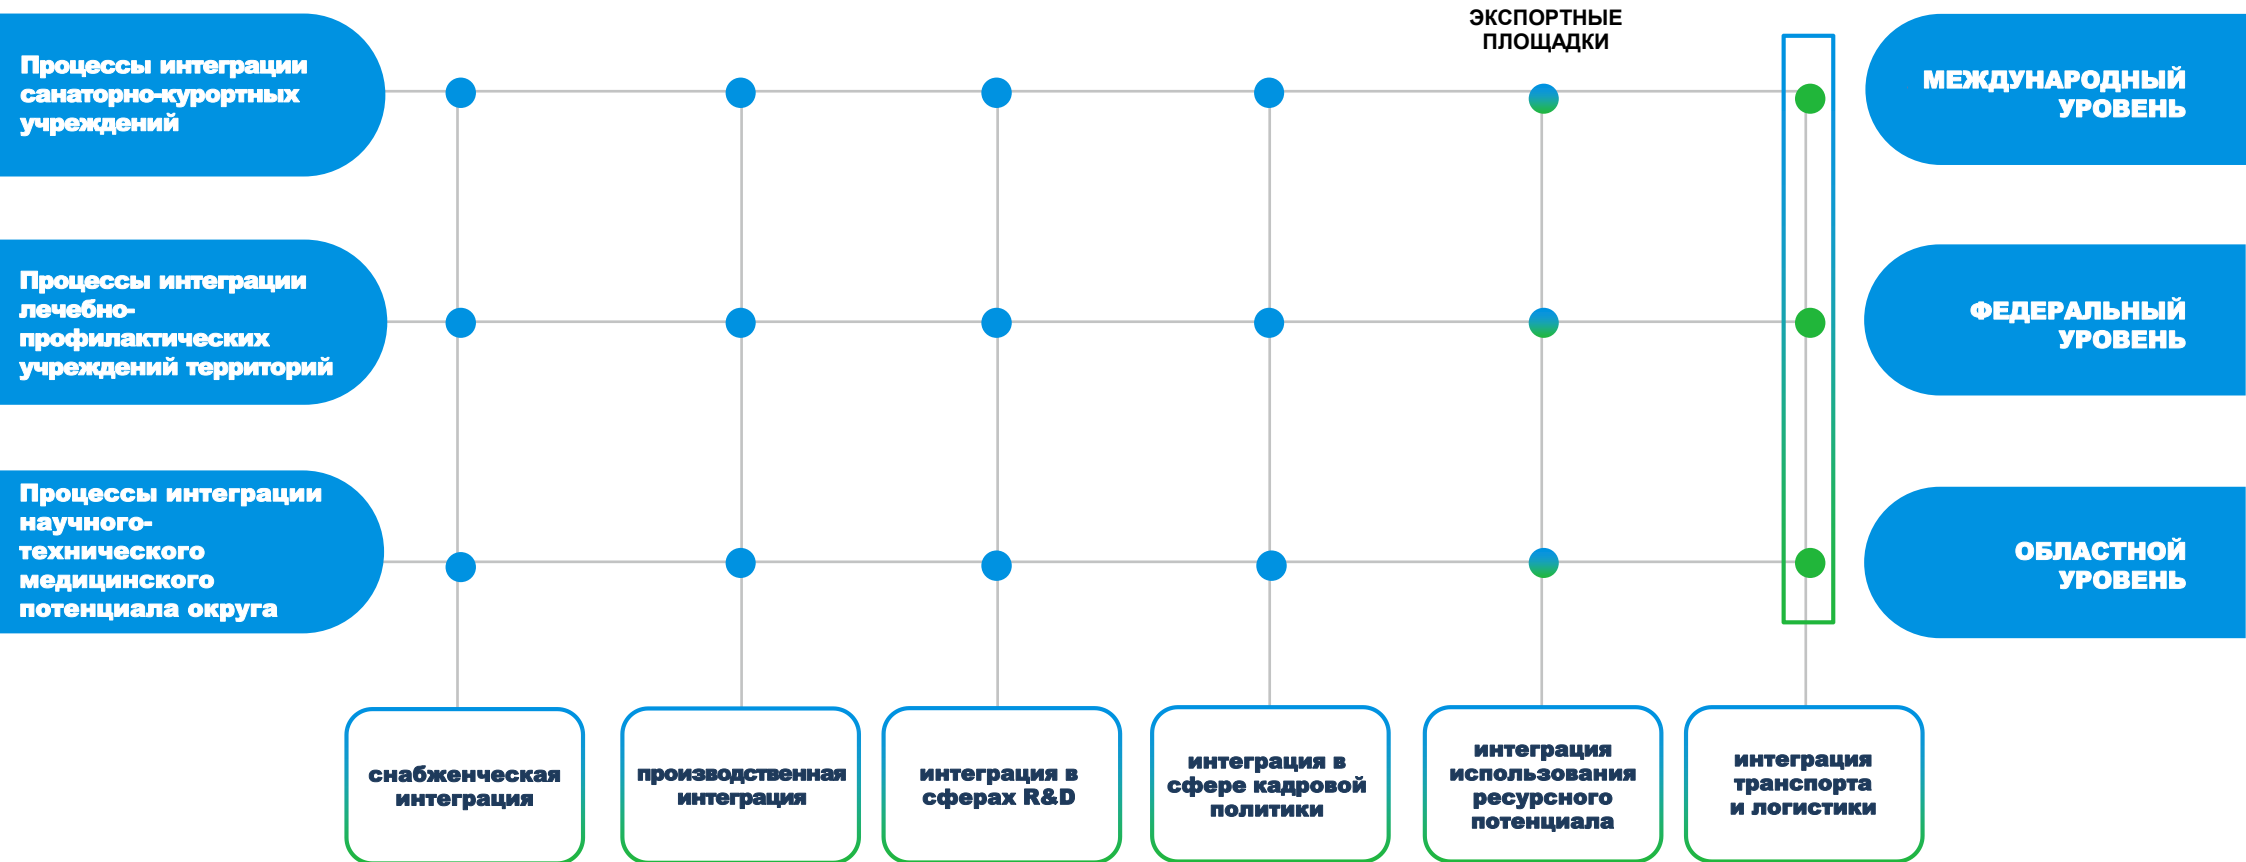 ЭКСПОРТНЫЕ
ПЛОЩАДКИ
Процессы интеграции
санаторно-курортных
учреждений
МЕЖДУНАРОДНЫЙ
УРОВЕНЬ
Процессы интеграции
лечебно-
профилактических
учреждений территорий
ФЕДЕРАЛЬНЫЙ
УРОВЕНЬ
Процессы интеграции
научного-
технического
медицинского
потенциала округа
ОБЛАСТНОЙ
УРОВЕНЬ
снабженческая
интеграция
производственная
интеграция
интеграция в
сферах R&D
интеграция в
сфере кадровой
политики
интеграция
использования
ресурсного
потенциала
интеграция
транспорта
и логистики